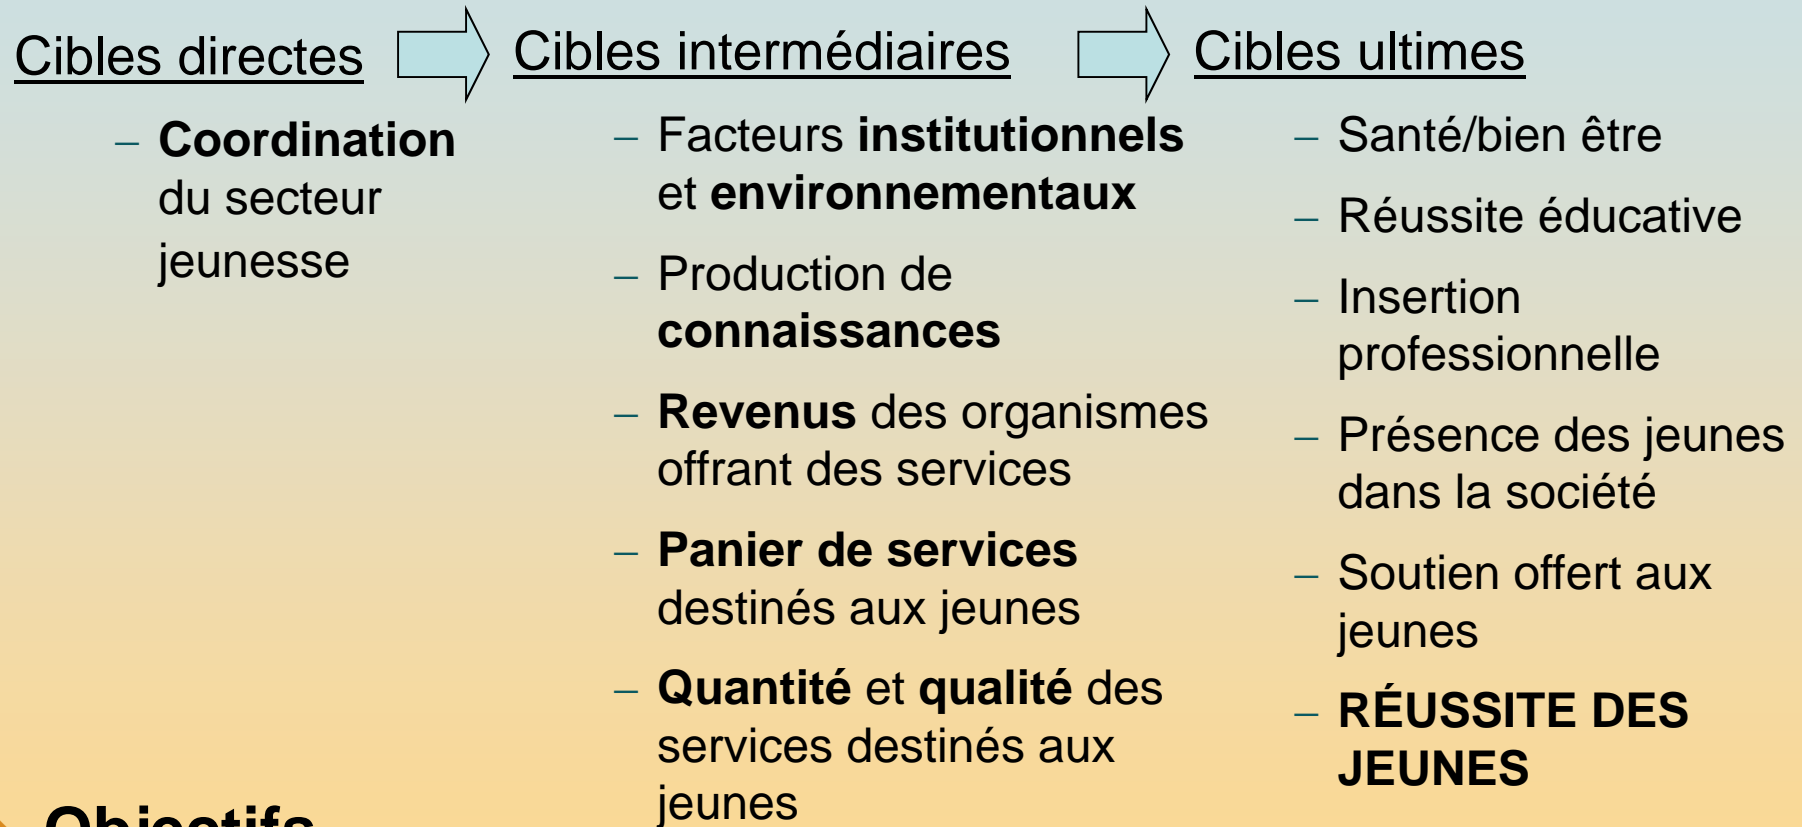 Cibles directes
– Coordination
du secteur
jeunesse
Cibles intermédiaires
– Facteurs institutionnels
et environnementaux
– Production de
connaissances
– Revenus des organismes
offrant des services
– Panier de services
destinés aux jeunes
– Quantité et qualité des
services destinés aux
jeunes
Cibles ultimes
– Santé/bien être
– Réussite éducative
– Insertion
professionnelle
– Présence des jeunes
dans la société
– Soutien offert aux
jeunes
– RÉUSSITE DES
JEUNES
Objectifs